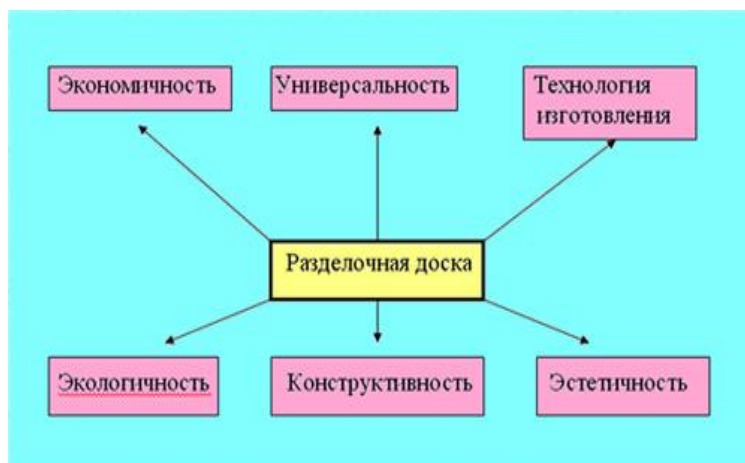 Экономичность
Универсальность
Технология
изготовления
Разделочная доска
Экологичность
Конструктивность
Эстетичность